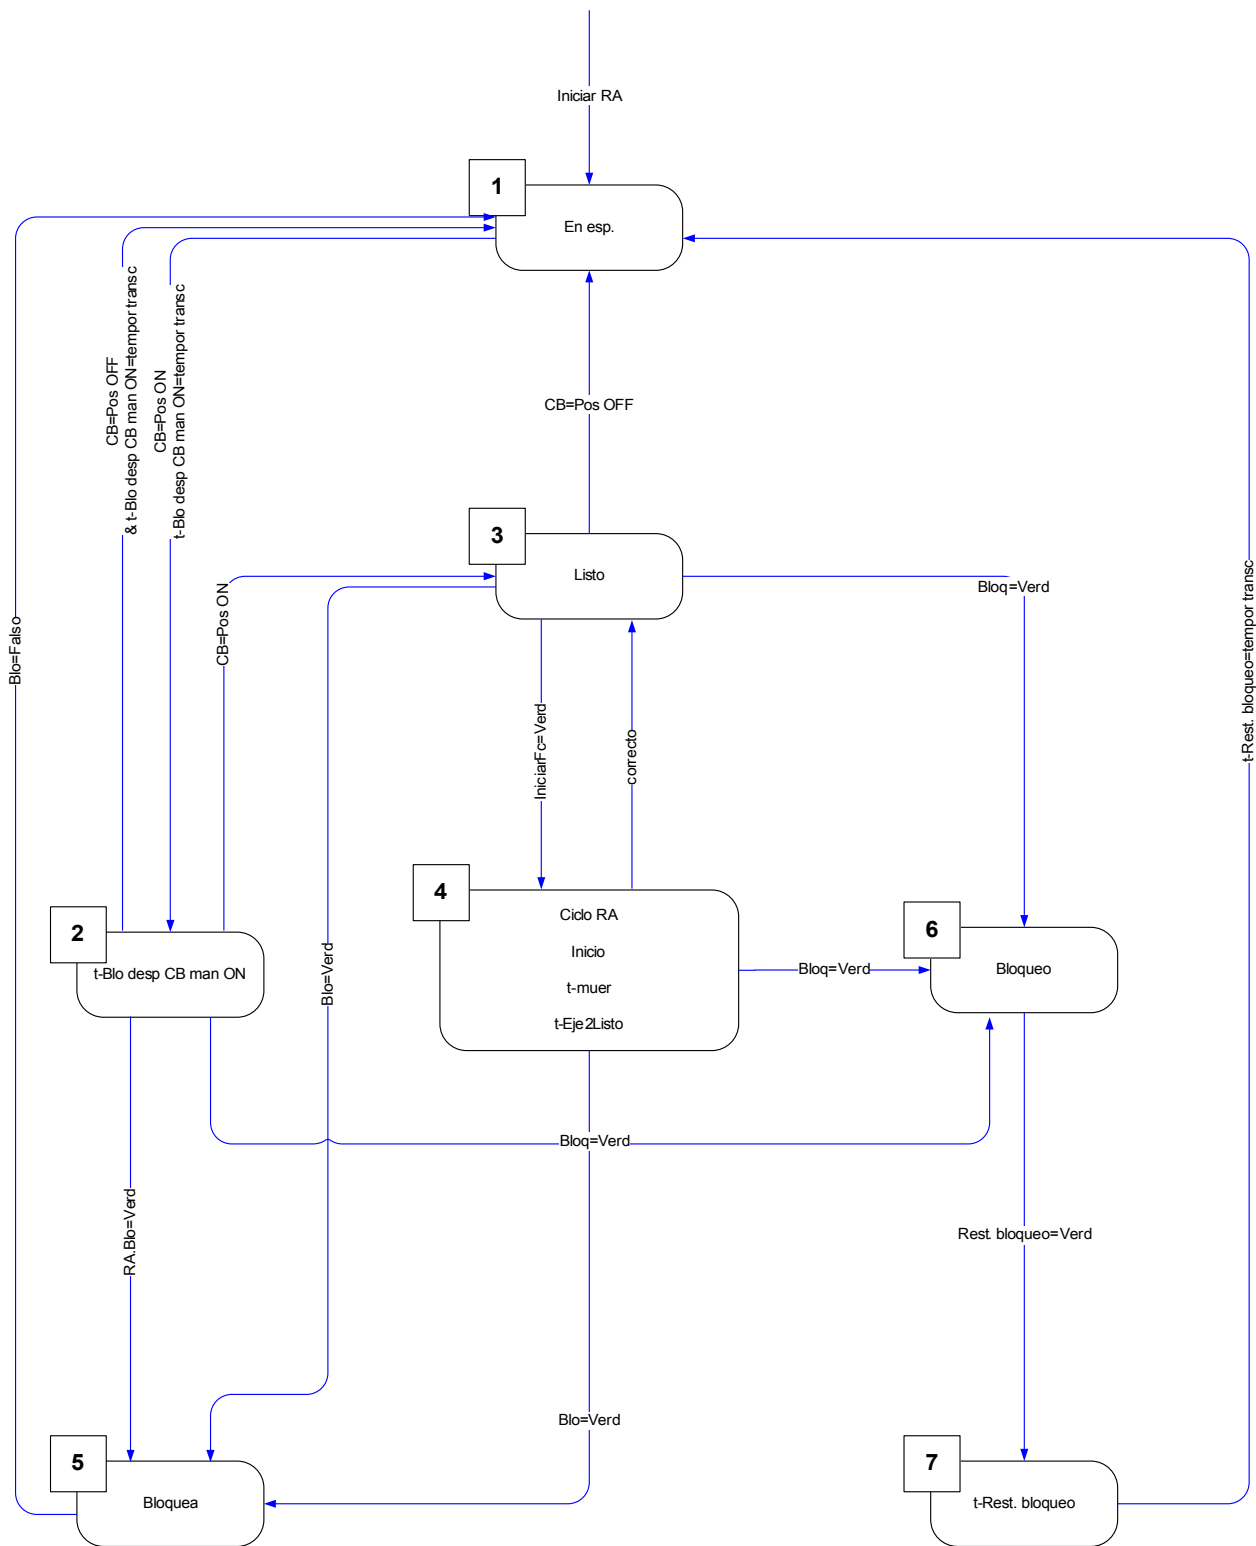 Iniciar RA
1
En esp.
CB=Pos OFF
& t-Blo desp CB man ON=tempor transc
CB=Pos ON
t-Blo desp CB man ON=tempor transc
CB=Pos OFF
t-Rest. bloqueo=tempor transc
3
Listo
Bloq=Verd
CB=Pos ON
Blo=Falso
IniciarFc=Verd
correcto
4
Ciclo RA
Inicio
t-muer
t-Eje2Listo
2
t-Blo desp CB man ON
Blo=Verd
Bloq=Verd
6
Bloqueo
Bloq=Verd
RA.Blo=Verd
Rest. bloqueo=Verd
Blo=Verd
5
Bloquea
7
t-Rest. bloqueo